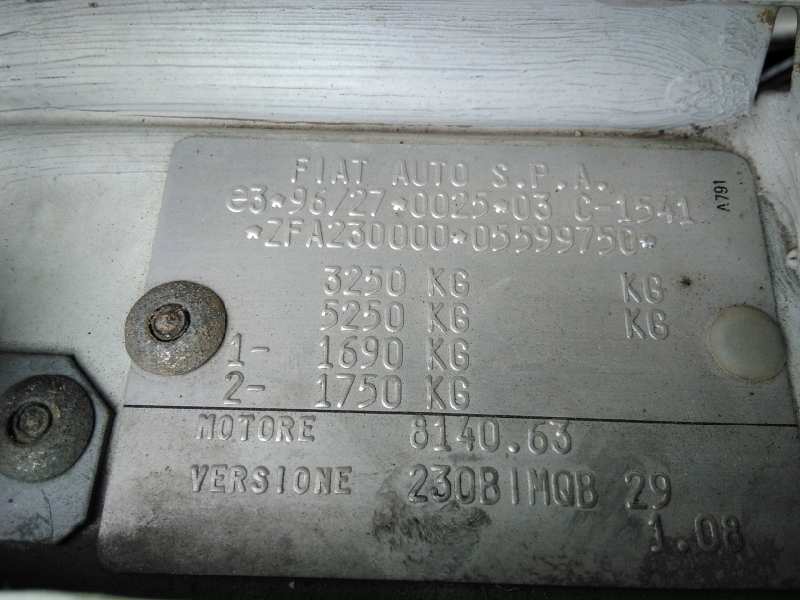 FIAT AUTO S.P.A.
e3*96/27*0025*03 C-1541
A791
*ZFA230000*05599750*
3250 KG KG
5250 KG KG
1- 1690 KG
2- 1750 KG
MOTORE 8140.63
VERSIONE 230BIMQB 29
1.08